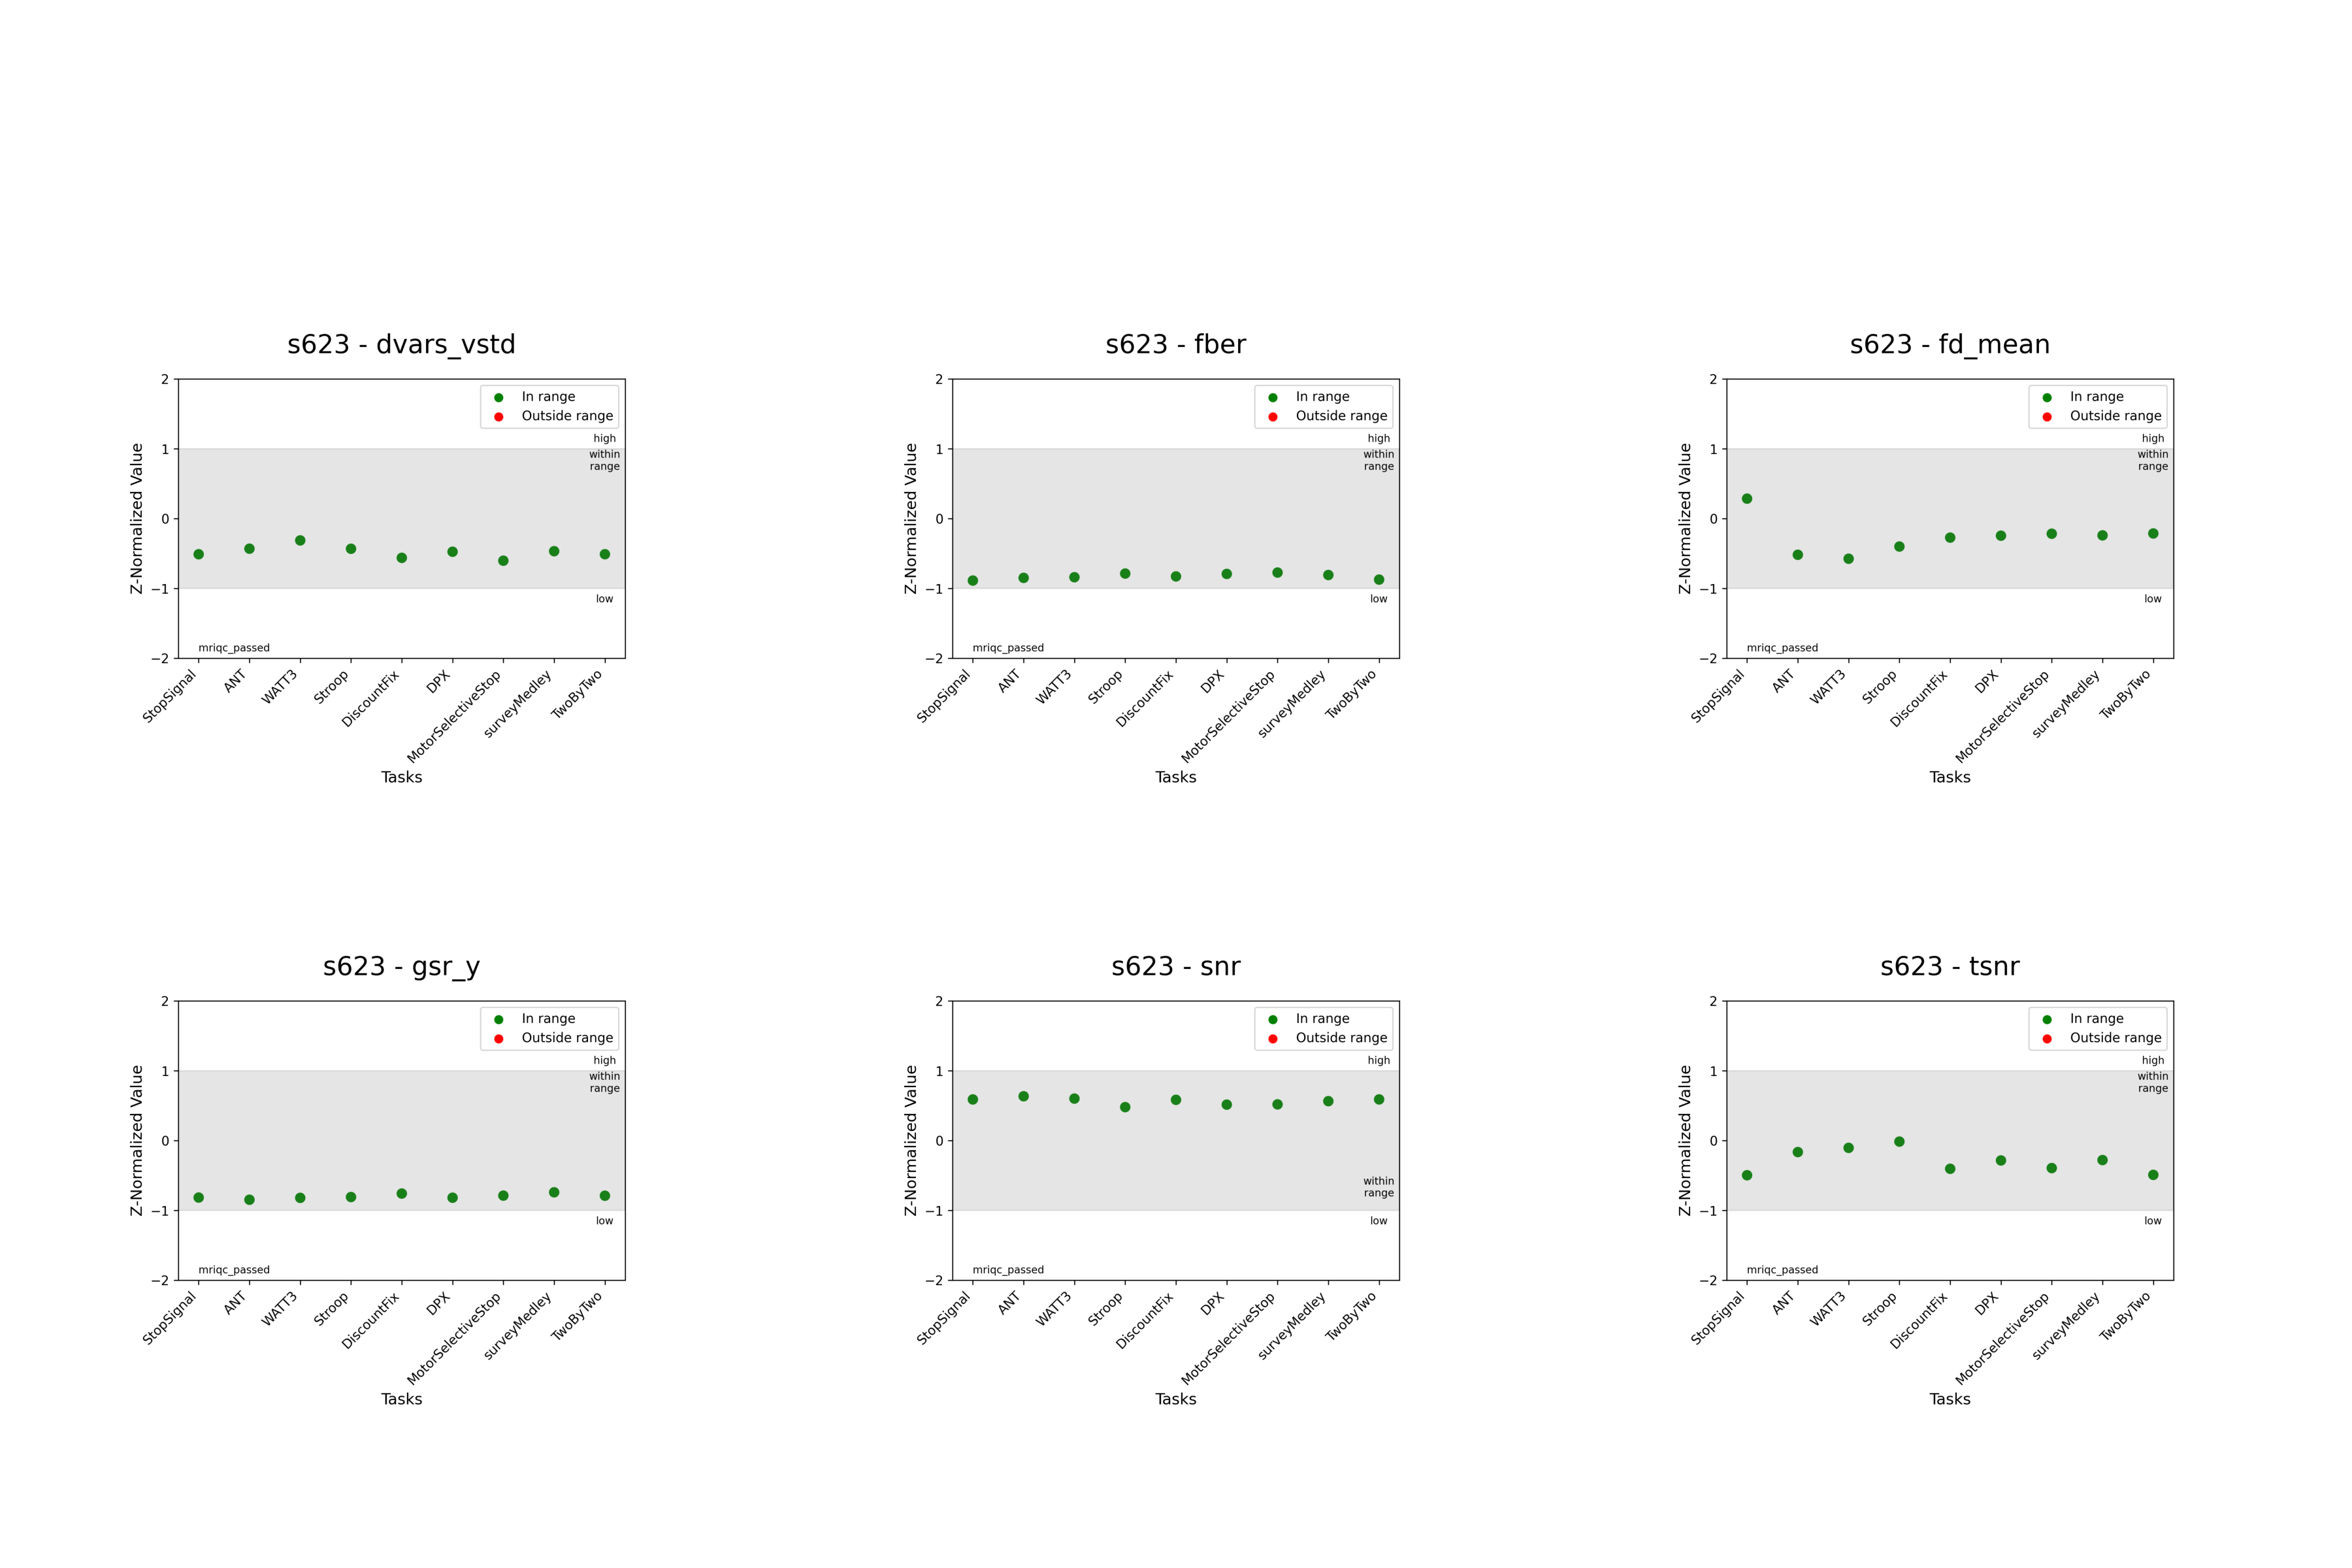 s623 - dvars_vstd
2
In range
Outside range
high
1
within
range
0
−1
low
mriqc_passed
−2
Z-Normalized Value
StopSignal
ANT
WATT3
Stroop
DiscountFix
DPX
MotorSelectiveStop
surveyMedley
TwoByTwo
Tasks
s623 - fber
2
In range
Outside range
high
1
within
range
0
−1
low
mriqc_passed
−2
Z-Normalized Value
StopSignal
ANT
WATT3
Stroop
DiscountFix
DPX
MotorSelectiveStop
surveyMedley
TwoByTwo
Tasks
s623 - fd_mean
2
In range
Outside range
high
1
within
range
0
−1
low
mriqc_passed
−2
Z-Normalized Value
StopSignal
ANT
WATT3
Stroop
DiscountFix
DPX
MotorSelectiveStop
surveyMedley
TwoByTwo
Tasks
s623 - gsr_y
2
In range
Outside range
high
1
within
range
0
−1
low
mriqc_passed
−2
Z-Normalized Value
StopSignal
ANT
WATT3
Stroop
DiscountFix
DPX
MotorSelectiveStop
surveyMedley
TwoByTwo
Tasks
s623 - snr
2
In range
Outside range
high
1
0
within
range
−1
low
mriqc_passed
−2
Z-Normalized Value
StopSignal
ANT
WATT3
Stroop
DiscountFix
DPX
MotorSelectiveStop
surveyMedley
TwoByTwo
Tasks
s623 - tsnr
2
In range
Outside range
high
1
within
range
0
−1
low
mriqc_passed
−2
Z-Normalized Value
StopSignal
ANT
WATT3
Stroop
DiscountFix
DPX
MotorSelectiveStop
surveyMedley
TwoByTwo
Tasks